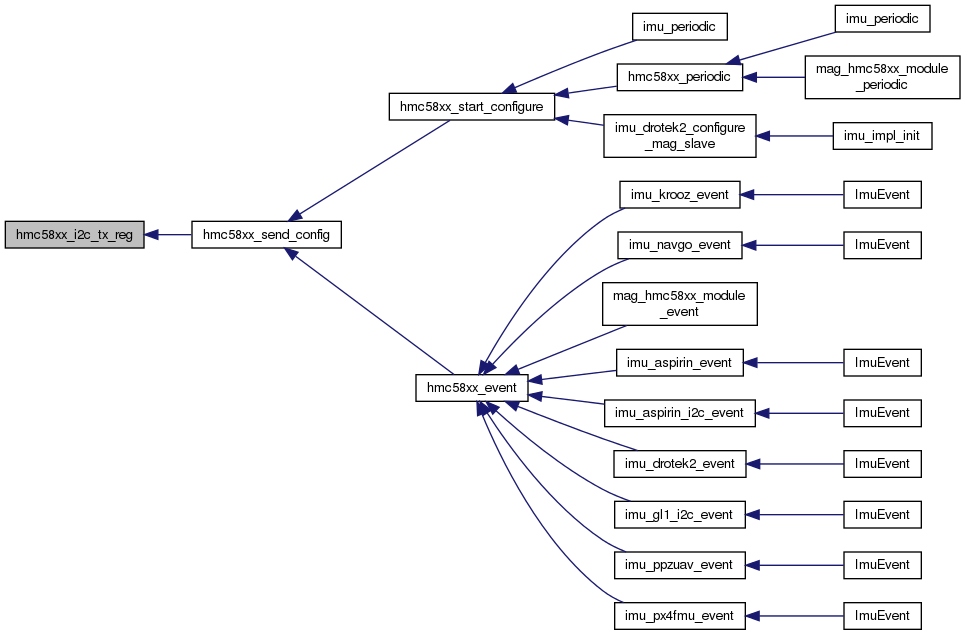 imu_periodic
imu_periodic
hmc58xx_periodic
mag_hmc58xx_module
_periodic
hmc58xx_start_configure
imu_drotek2_configure
_mag_slave
imu_impl_init
imu_krooz_event
ImuEvent
hmc58xx_i2c_tx_reg
hmc58xx_send_config
imu_navgo_event
ImuEvent
mag_hmc58xx_module
_event
imu_aspirin_event
ImuEvent
hmc58xx_event
imu_aspirin_i2c_event
ImuEvent
imu_drotek2_event
ImuEvent
imu_gl1_i2c_event
ImuEvent
imu_ppzuav_event
ImuEvent
imu_px4fmu_event
ImuEvent